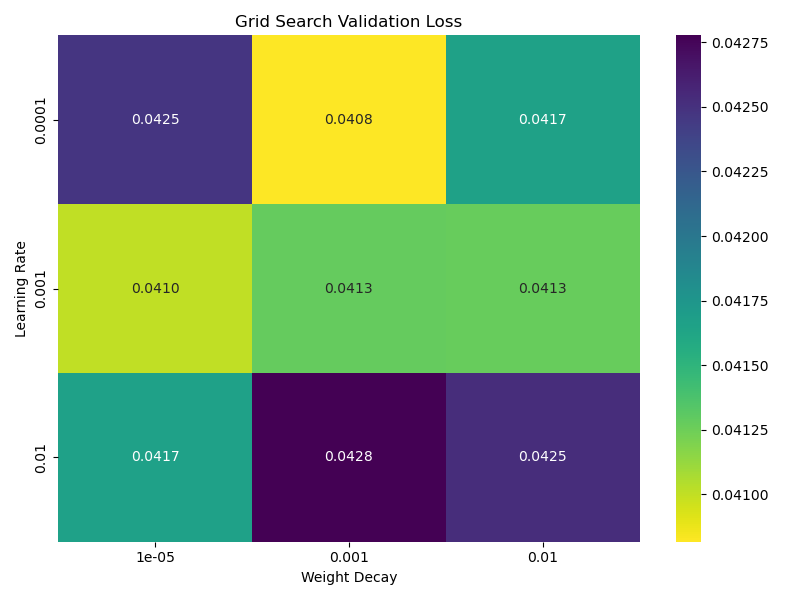 Grid Search Validation Loss
Learning Rate
0.0001
0.001
0.01
0.0425 0.0408 0.0417
0.0410 0.0413 0.0413
0.0417 0.0428 0.0425
1e-05 0.001 0.01
Weight Decay
0.04275
0.04250
0.04225
0.04200
0.04175
0.04150
0.04125
0.04100